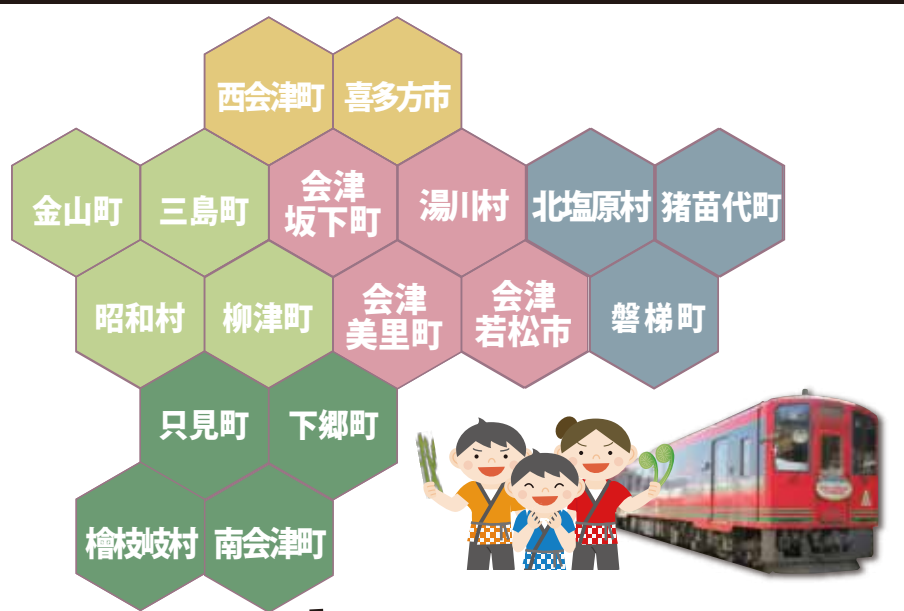 西会津町
喜多方市
金山町
三島町
会津
坂下町
湯川村
北塩原村
猪苗代町
昭和村
柳津町
会津
美里町
会津
若松市
磐梯町
只見町
下郷町
檜枝岐村
南会津町